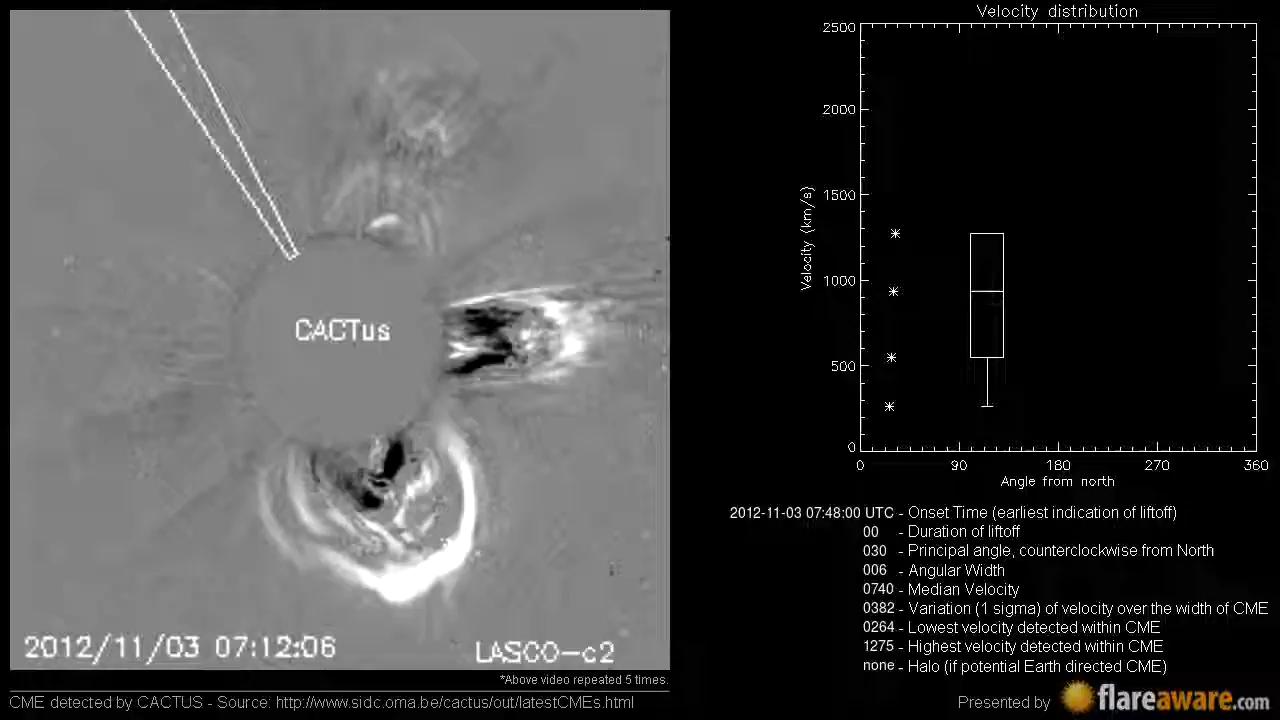 Velocity distribution
2500
2000
1500
1000
500
0
Velocity (km/s)
0 90 180 270 360
Angle from north
CACTus
2012/11/03 07:12:06
LASCO-c2
*Above video repeated 5 times.
CME detected by CACTUS - Source: http://www.sidc.oma.be/cactus/out/latestCMEs.html
2012-11-03 07:48:00 UTC - Onset Time (earliest indication of liftoff)
00 - Duration of liftoff
030 - Principal angle, counterclockwise from North
006 - Angular Width
0740 - Median Velocity
0382 - Variation (1 sigma) of velocity over the width of CME
0264 - Lowest velocity detected within CME
1275 - Highest velocity detected within CME
none - Halo (if potential Earth directed CME)
Presented by flareaware.com